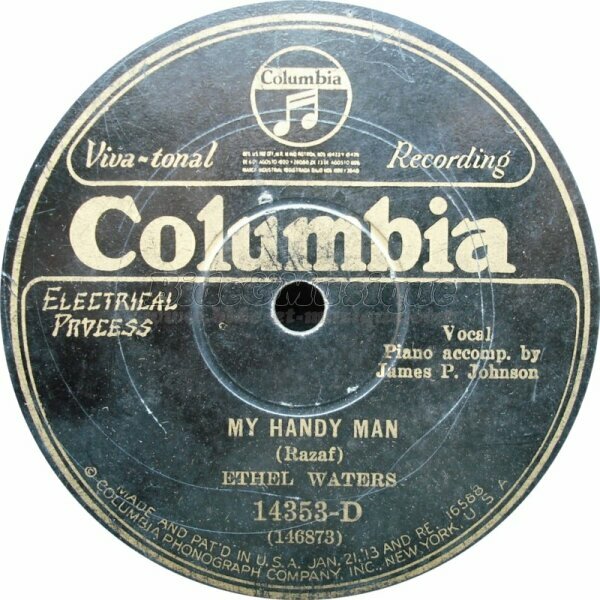 Columbia
Viva-tonal Recording
Columbia
ELECTRICAL
PROCESS
Vocal
Piano accomp. by
James P. Johnson
MY HANDY MAN
(Razaf)
ETHEL WATERS
14353-D
(146873)
MADE AND PAT'D IN U.S.A. JAN. 21, '13 AND RE. 16588
© COLUMBIA PHONOGRAPH COMPANY, INC., NEW YORK, U S A